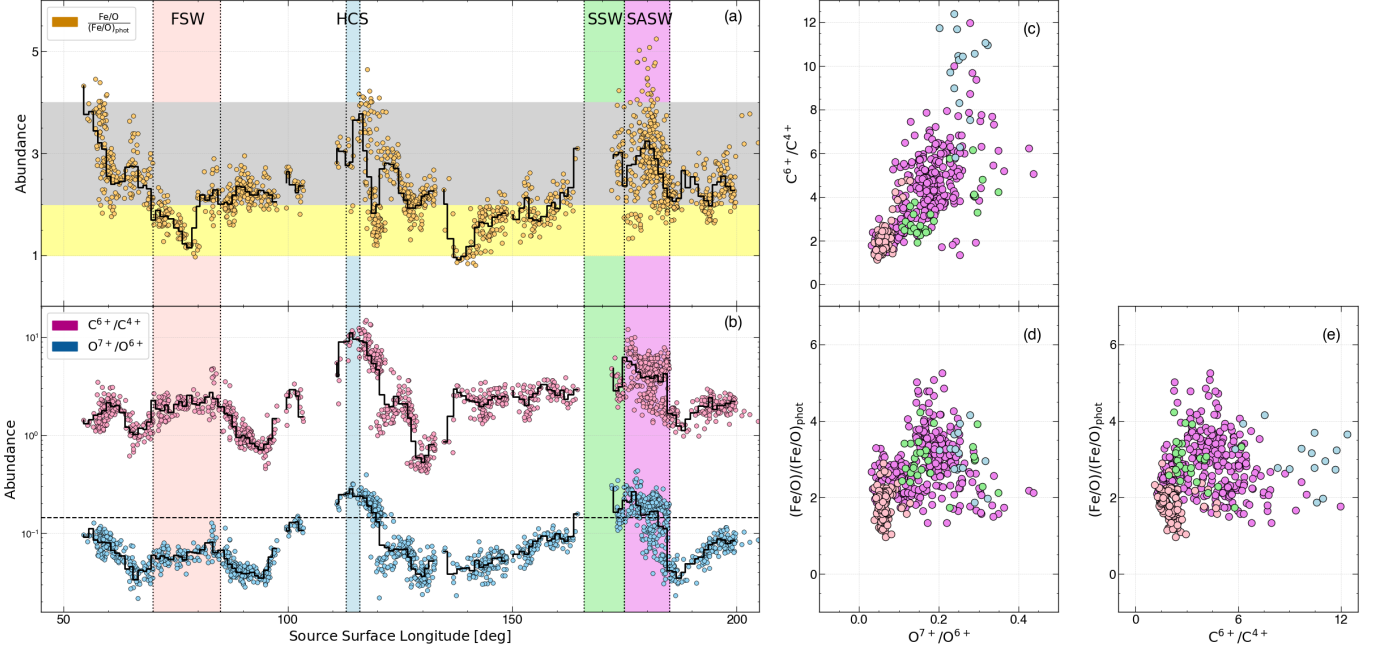 Fe/O
(Fe/O)phot
FSW
HCS
SSW
SASW
(a)
5
3
1
Abundance
C6+/C4+
O7+/O6+
(b)
10^1
10^0
10^-1
Abundance
50
100
150
200
Source Surface Longitude [deg]
(c)
12
10
8
6
4
2
0
C6+/C4+
(d)
6
4
2
0
(Fe/O)/(Fe/O)phot
0.0
0.2
0.4
O7+/O6+
(e)
6
4
2
0
(Fe/O)/(Fe/O)phot
0
6
12
C6+/C4+